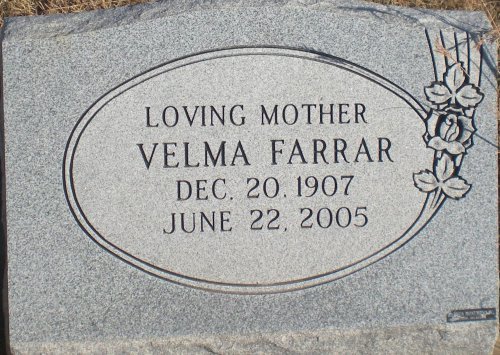 LOVING MOTHER
VELMA FARRAR
DEC. 20. 1907
JUNE 22. 2005